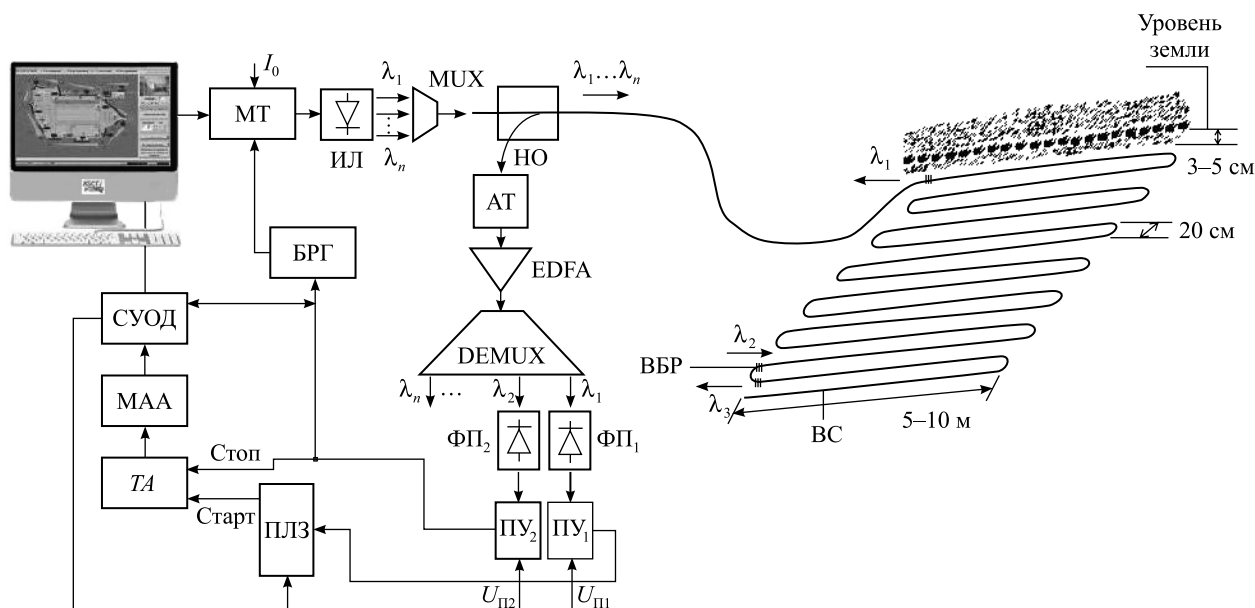 Уровень
земли
I₀
λ₁
MUX
λ₁…λₙ
МТ
ИЛ
λₙ
НО
λ₁
3–5 см
АТ
20 см
БРГ
EDFA
СУОД
DEMUX
λ₂
ВБР
МАА
λₙ … λ₂ λ₁
λ₃
5–10 м
ВС
ФП₂
ФП₁
Стоп
ТА
Старт
ПЛЗ
ПУ₂
ПУ₁
U_П2
U_П1